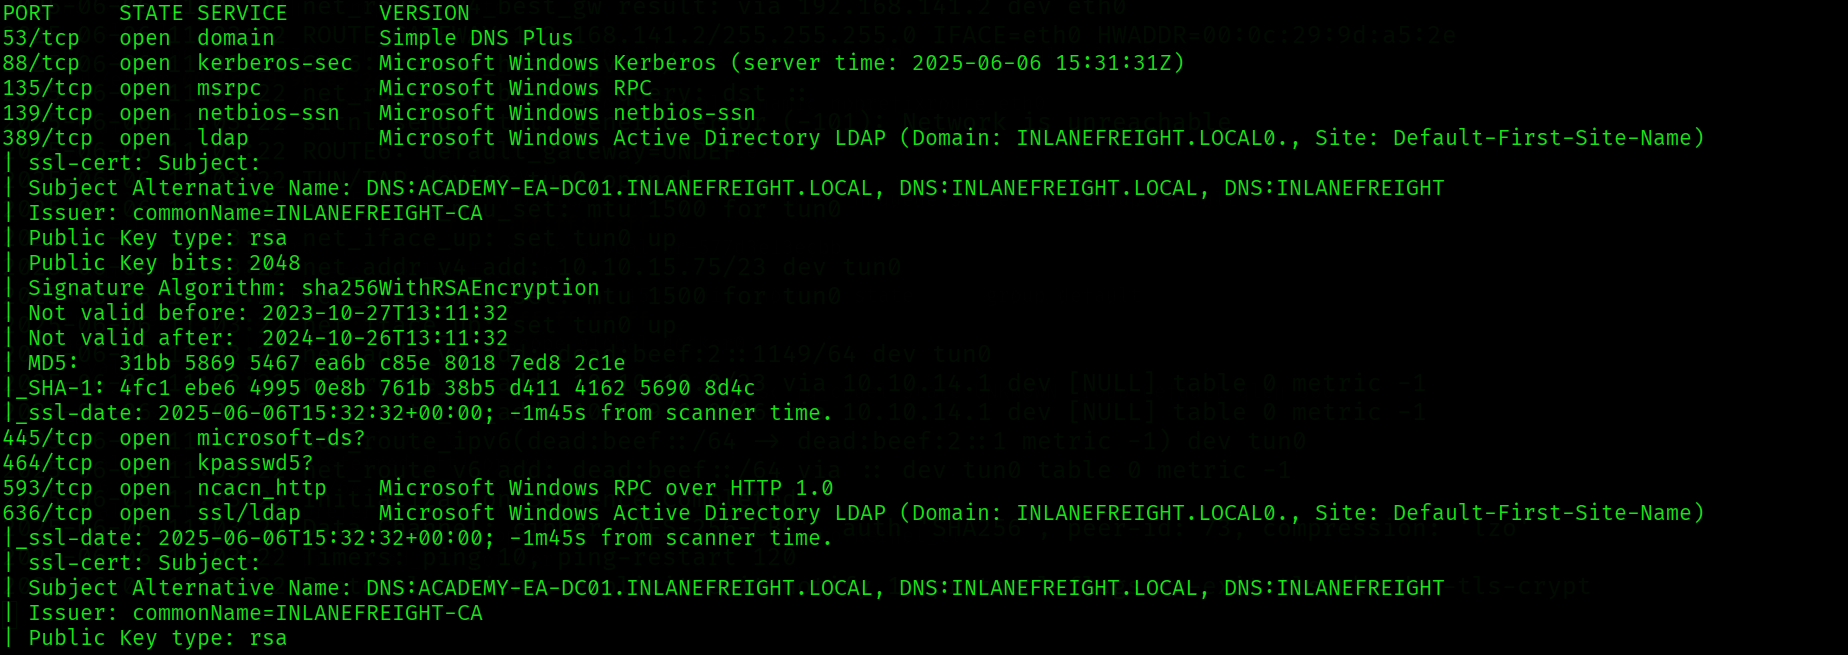 PORT     STATE SERVICE       VERSION
53/tcp   open  domain        Simple DNS Plus
88/tcp   open  kerberos-sec  Microsoft Windows Kerberos (server time: 2025-06-06 15:31:31Z)
135/tcp  open  msrpc         Microsoft Windows RPC
139/tcp  open  netbios-ssn   Microsoft Windows netbios-ssn
389/tcp  open  ldap          Microsoft Windows Active Directory LDAP (Domain: INLANEFREIGHT.LOCAL0., Site: Default-First-Site-Name)
| ssl-cert: Subject:
| Subject Alternative Name: DNS:ACADEMY-EA-DC01.INLANEFREIGHT.LOCAL, DNS:INLANEFREIGHT.LOCAL, DNS:INLANEFREIGHT
| Issuer: commonName=INLANEFREIGHT-CA
| Public Key type: rsa
| Public Key bits: 2048
| Signature Algorithm: sha256WithRSAEncryption
| Not valid before: 2023-10-27T13:11:32
| Not valid after:  2024-10-26T13:11:32
| MD5:   31bb 5869 5467 ea6b c85e 8018 7ed8 2c1e
|_SHA-1: 4fc1 ebe6 4995 0e8b 761b 38b5 d411 4162 5690 8d4c
|_ssl-date: 2025-06-06T15:32:32+00:00; -1m45s from scanner time.
445/tcp  open  microsoft-ds?
464/tcp  open  kpasswd5?
593/tcp  open  ncacn_http    Microsoft Windows RPC over HTTP 1.0
636/tcp  open  ssl/ldap      Microsoft Windows Active Directory LDAP (Domain: INLANEFREIGHT.LOCAL0., Site: Default-First-Site-Name)
|_ssl-date: 2025-06-06T15:32:32+00:00; -1m45s from scanner time.
| ssl-cert: Subject:
| Subject Alternative Name: DNS:ACADEMY-EA-DC01.INLANEFREIGHT.LOCAL, DNS:INLANEFREIGHT.LOCAL, DNS:INLANEFREIGHT
| Issuer: commonName=INLANEFREIGHT-CA
| Public Key type: rsa